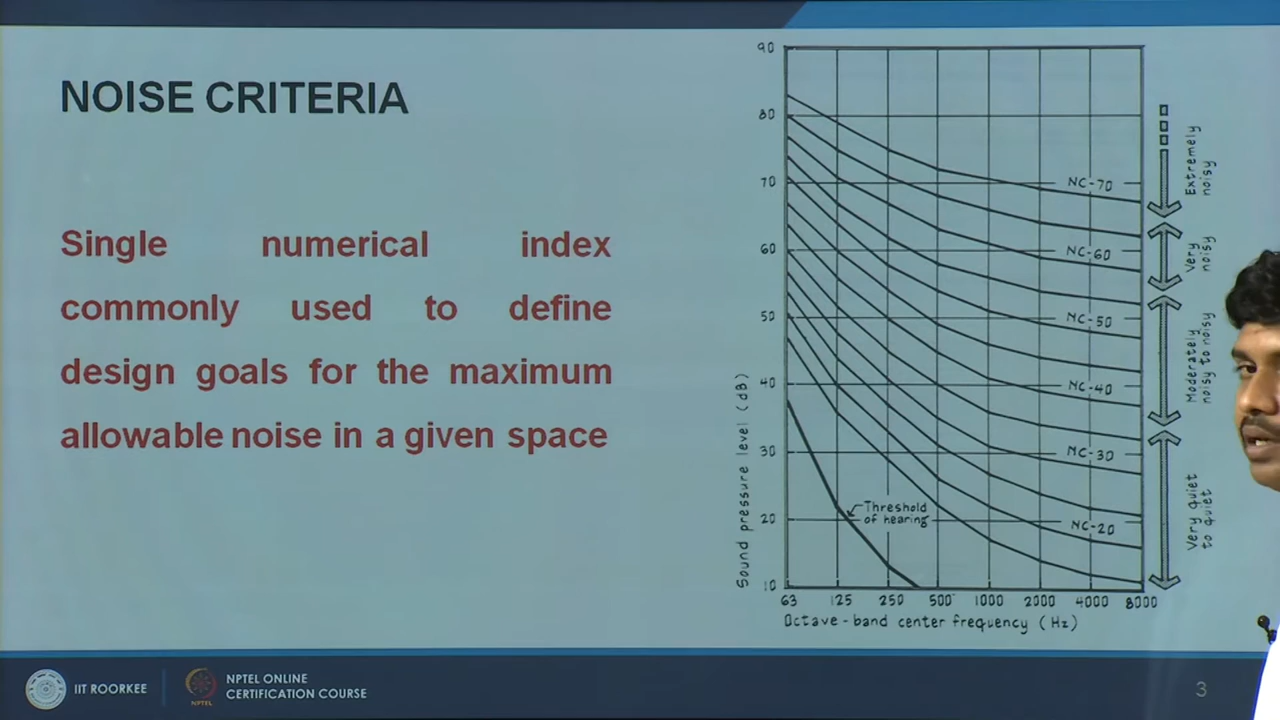 NOISE CRITERIA
Single numerical index
commonly used to define
design goals for the maximum
allowable noise in a given space
90
80
70
60
50
40
30
20
10
Sound pressure level (dB)
NC-70
NC-60
NC-50
NC-40
NC-30
NC-20
Threshold
of hearing
63 125 250 500 1000 2000 4000 8000
Octave-band center frequency (Hz)
Extremely
noisy
Very
noisy
Moderately
noisy to noisy
Very quiet
to quiet
IIT ROORKEE
NPTEL
NPTEL ONLINE
CERTIFICATION COURSE
3